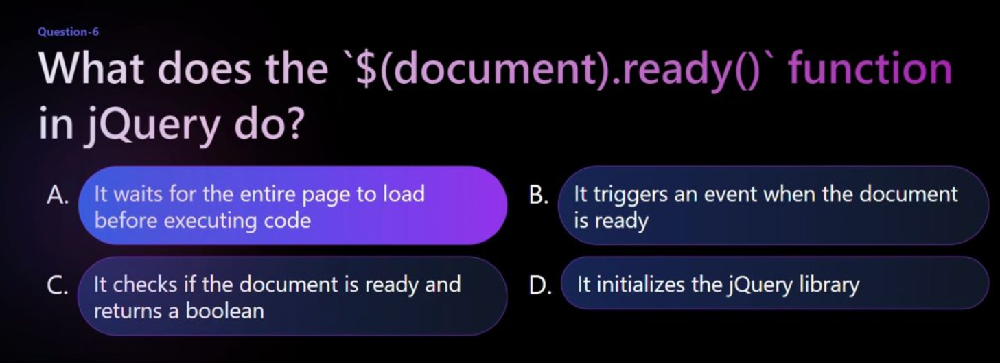 Question-6
What does the `$(document).ready()` function
in jQuery do?
A. It waits for the entire page to load
before executing code
B. It triggers an event when the document
is ready
C. It checks if the document is ready and
returns a boolean
D. It initializes the jQuery library